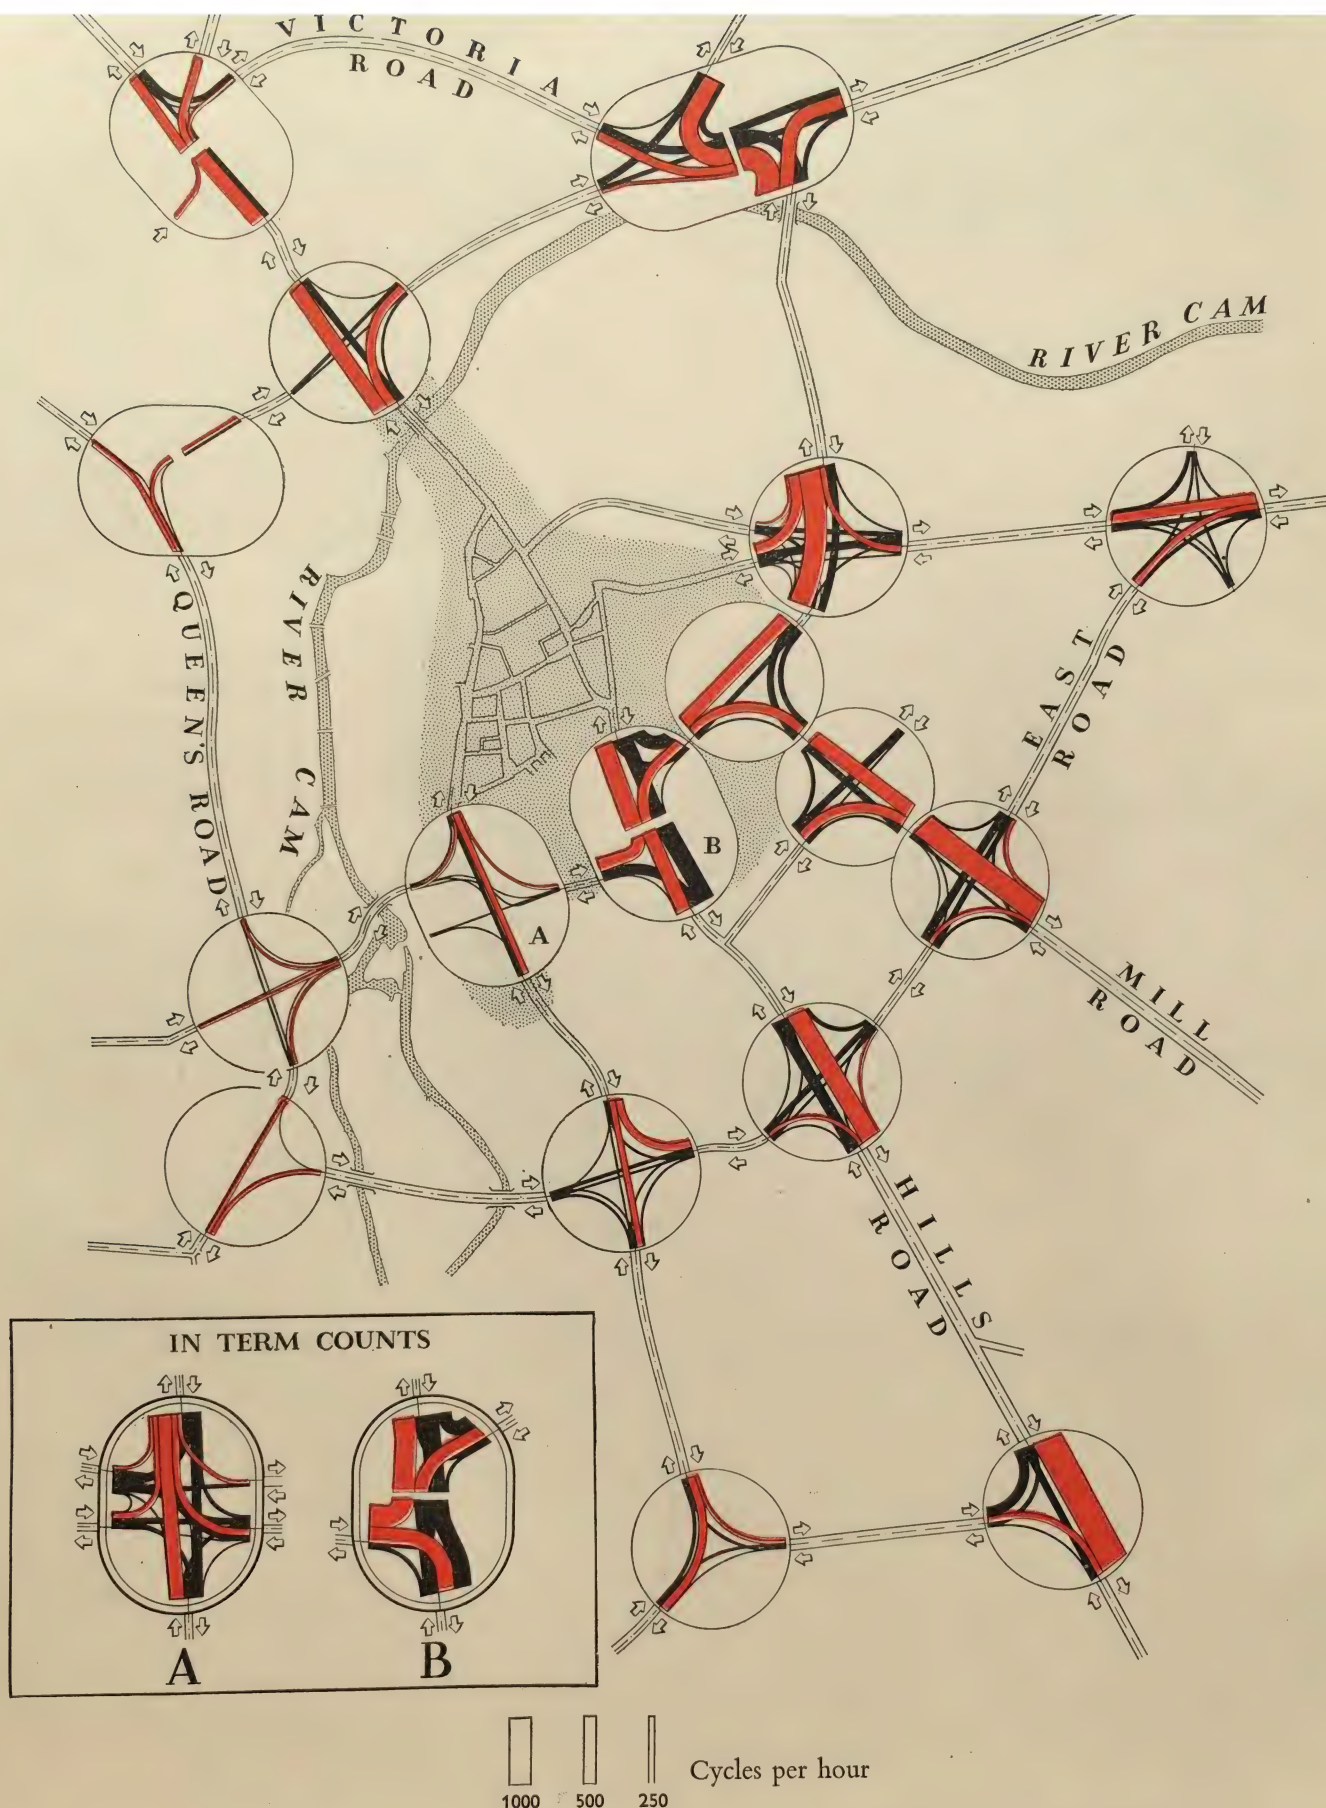 VICTORIA
ROAD
RIVER CAM
RIVER CAM
QUEEN'S ROAD
EAST
ROAD
B
A
MILL
ROAD
HILLS
ROAD
IN TERM COUNTS
A
B
Cycles per hour
1000 500 250